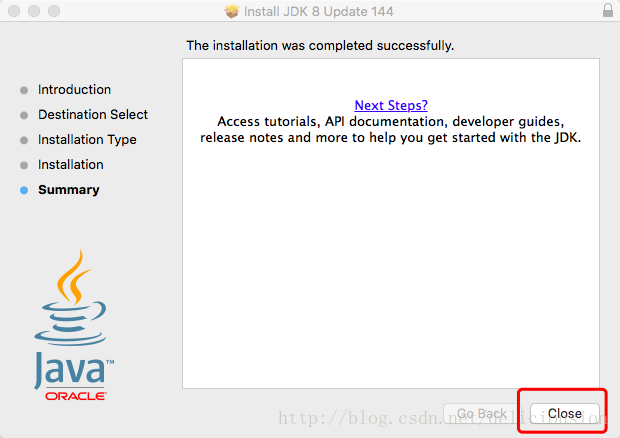 Install JDK 8 Update 144
The installation was completed successfully.
Introduction
Destination Select
Installation Type
Installation
Summary
Next Steps?
Access tutorials, API documentation, developer guides,
release notes and more to help you get started with the JDK.
Java™
ORACLE
Go Back
Close
http://blog.csdn.net/